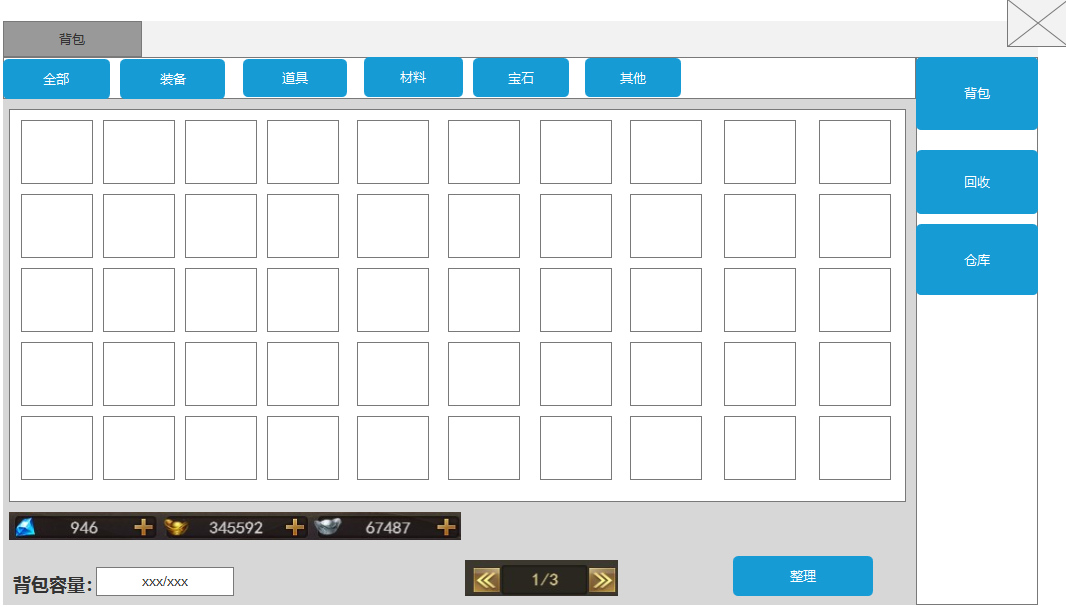 背包
全部 装备 道具 材料 宝石 其他
背包
回收
仓库
946 345592 67487
背包容量: xxx/xxx
1/3
整理